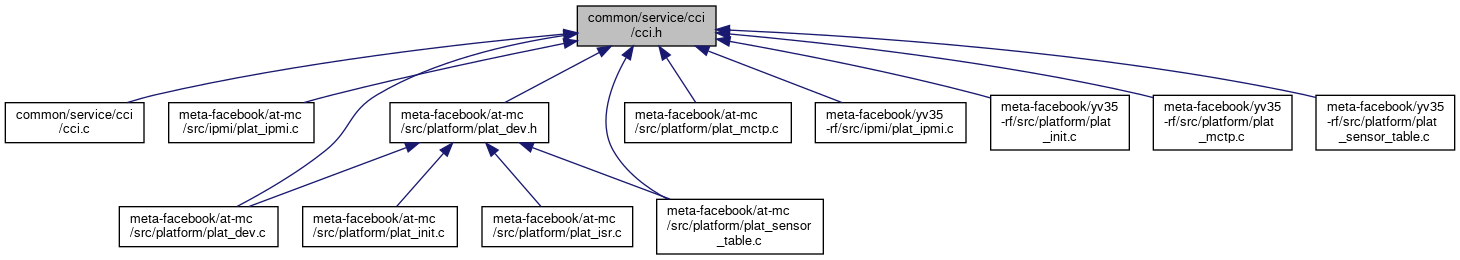 common/service/cci
/cci.h
common/service/cci
/cci.c
meta-facebook/at-mc
/src/ipmi/plat_ipmi.c
meta-facebook/at-mc
/src/platform/plat_dev.h
meta-facebook/at-mc
/src/platform/plat_mctp.c
meta-facebook/yv35
-rf/src/ipmi/plat_ipmi.c
meta-facebook/yv35
-rf/src/platform/plat
_init.c
meta-facebook/yv35
-rf/src/platform/plat
_mctp.c
meta-facebook/yv35
-rf/src/platform/plat
_sensor_table.c
meta-facebook/at-mc
/src/platform/plat_dev.c
meta-facebook/at-mc
/src/platform/plat_init.c
meta-facebook/at-mc
/src/platform/plat_isr.c
meta-facebook/at-mc
/src/platform/plat_sensor
_table.c